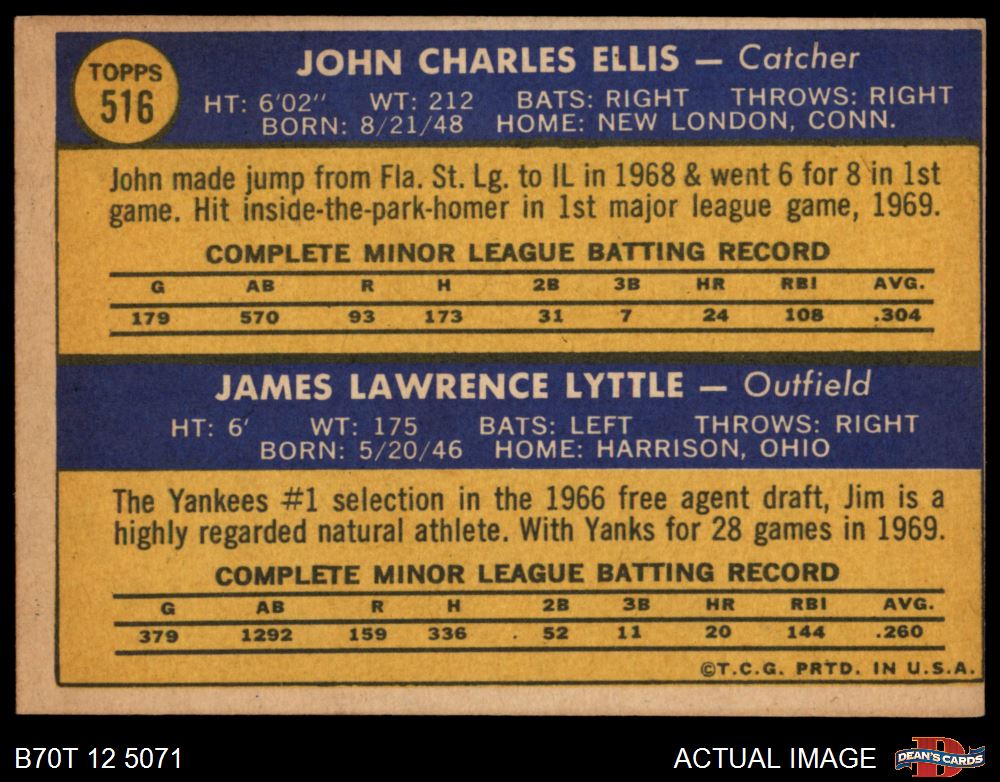 TOPPS
516
JOHN CHARLES ELLIS — Catcher
HT: 6'02" WT: 212 BATS: RIGHT THROWS: RIGHT
BORN: 8/21/48 HOME: NEW LONDON, CONN.
John made jump from Fla. St. Lg. to IL in 1968 & went 6 for 8 in 1st
game. Hit inside-the-park-homer in 1st major league game, 1969.
COMPLETE MINOR LEAGUE BATTING RECORD
G AB R H 2B 3B HR RBI AVG.
179 570 93 173 31 7 24 108 .304
JAMES LAWRENCE LYTTLE — Outfield
HT: 6' WT: 175 BATS: LEFT THROWS: RIGHT
BORN: 5/20/46 HOME: HARRISON, OHIO
The Yankees #1 selection in the 1966 free agent draft, Jim is a
highly regarded natural athlete. With Yanks for 28 games in 1969.
COMPLETE MINOR LEAGUE BATTING RECORD
G AB R H 2B 3B HR RBI AVG.
379 1292 159 336 52 11 20 144 .260
©T.C.G. PRTD. IN U.S.A.
B70T 12 5071
ACTUAL IMAGE
D
DEAN'S CARDS